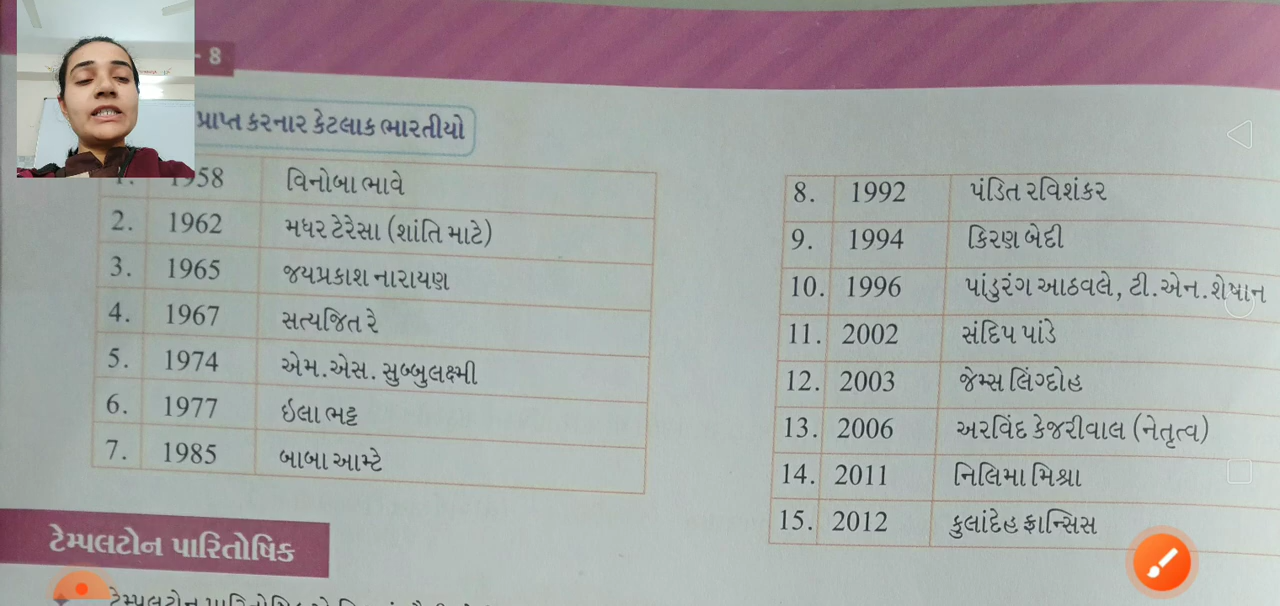 - 8
પ્રાપ્ત કરનાર કેટલાક ભારતીયો
1. 1958 વિનોબા ભાવે
2. 1962 મધર ટેરેસા (શાંતિ માટે)
3. 1965 જયપ્રકાશ નારાયણ
4. 1967 સત્યજિત રે
5. 1974 એમ.એસ. સુબ્બુલક્ષ્મી
6. 1977 ઇલા ભટ્ટ
7. 1985 બાબા આમ્ટે
8. 1992 પંડિત રવિશંકર
9. 1994 કિરણ બેદી
10. 1996 પાંડુરંગ આઠવલે, ટી.એન.શેષાન
11. 2002 સંદિપ પાંડે
12. 2003 જેમ્સ લિંગ્દોહ
13. 2006 અરવિંદ કેજરીવાલ (નેતૃત્વ)
14. 2011 નિલિમા મિશ્રા
15. 2012 કુલાંદેહ ફ્રાન્સિસ
ટેમ્પલટોન પારિતોષિક